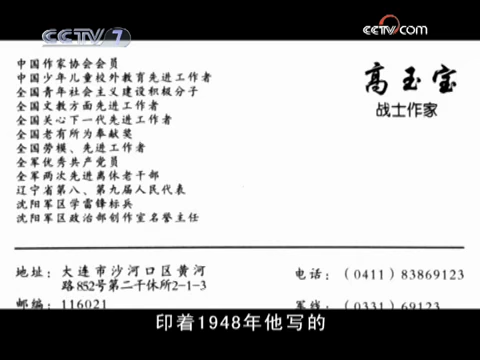 CCTV 7
CCTV.com
中国作家协会会员
中国少年儿童校外教育先进工作者
全国青年社会主义建设积极分子
全国文教方面先进工作者
全国关心下一代先进工作者
全国老有所为奉献奖
全国劳模、先进工作者
全军优秀共产党员
全军两次先进离休老干部
辽宁省第八、第九届人民代表
沈阳军区学雷锋标兵
沈阳军区政治部创作室名誉主任
高玉宝
战士作家
地址：大连市沙河口区黄河
路852号第二干休所2-1-3
邮编：116021
电话：（0411）83869123
军线：（0331）69123
印着1948年他写的